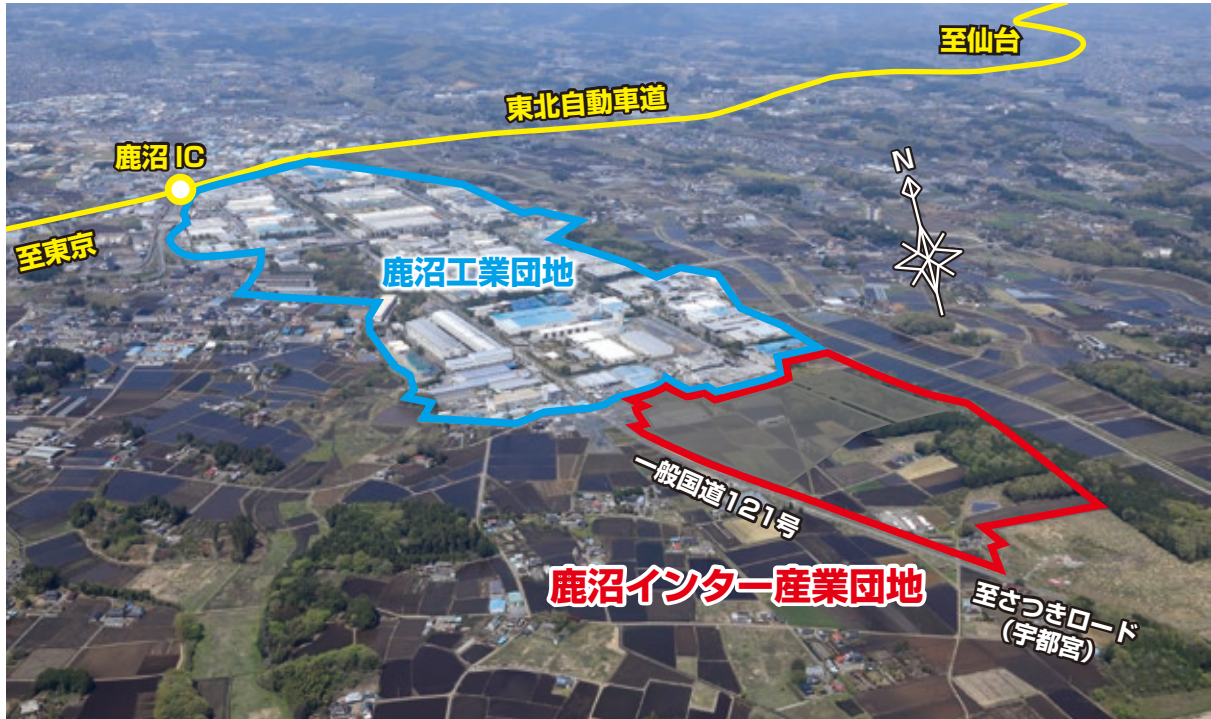 至仙台
東北自動車道
鹿沼 IC
N
至東京
鹿沼工業団地
一般国道121号
鹿沼インター産業団地
至さつきロード
（宇都宮）